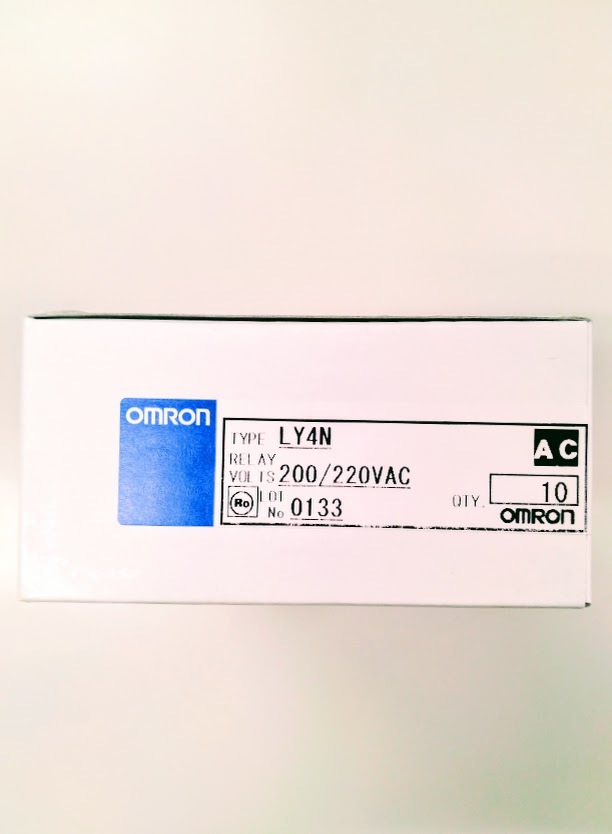 OMRON
TYPE LY4N
AC
RELAY
VOLTS 200/220VAC
Ro
LOT
No 0133
QTY. 10
OMRON